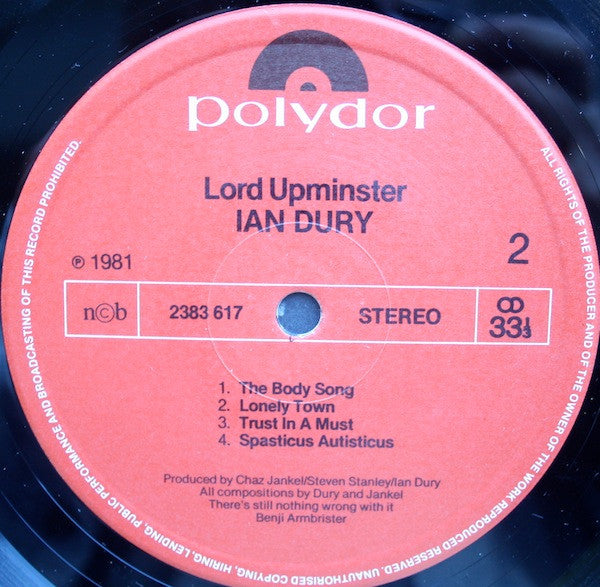 polydor
Lord Upminster
IAN DURY
℗ 1981
2
n©b
2383 617
STEREO
33⅓
1. The Body Song
2. Lonely Town
3. Trust In A Must
4. Spasticus Autisticus
Produced by Chaz Jankel/Steven Stanley/Ian Dury
All compositions by Dury and Jankel
There's still nothing wrong with it
Benji Armbrister
ALL RIGHTS OF THE PRODUCER AND OF THE OWNER OF THE WORK REPRODUCED RESERVED. UNAUTHORISED COPYING, HIRING, LENDING, PUBLIC PERFORMANCE AND BROADCASTING OF THIS RECORD PROHIBITED.